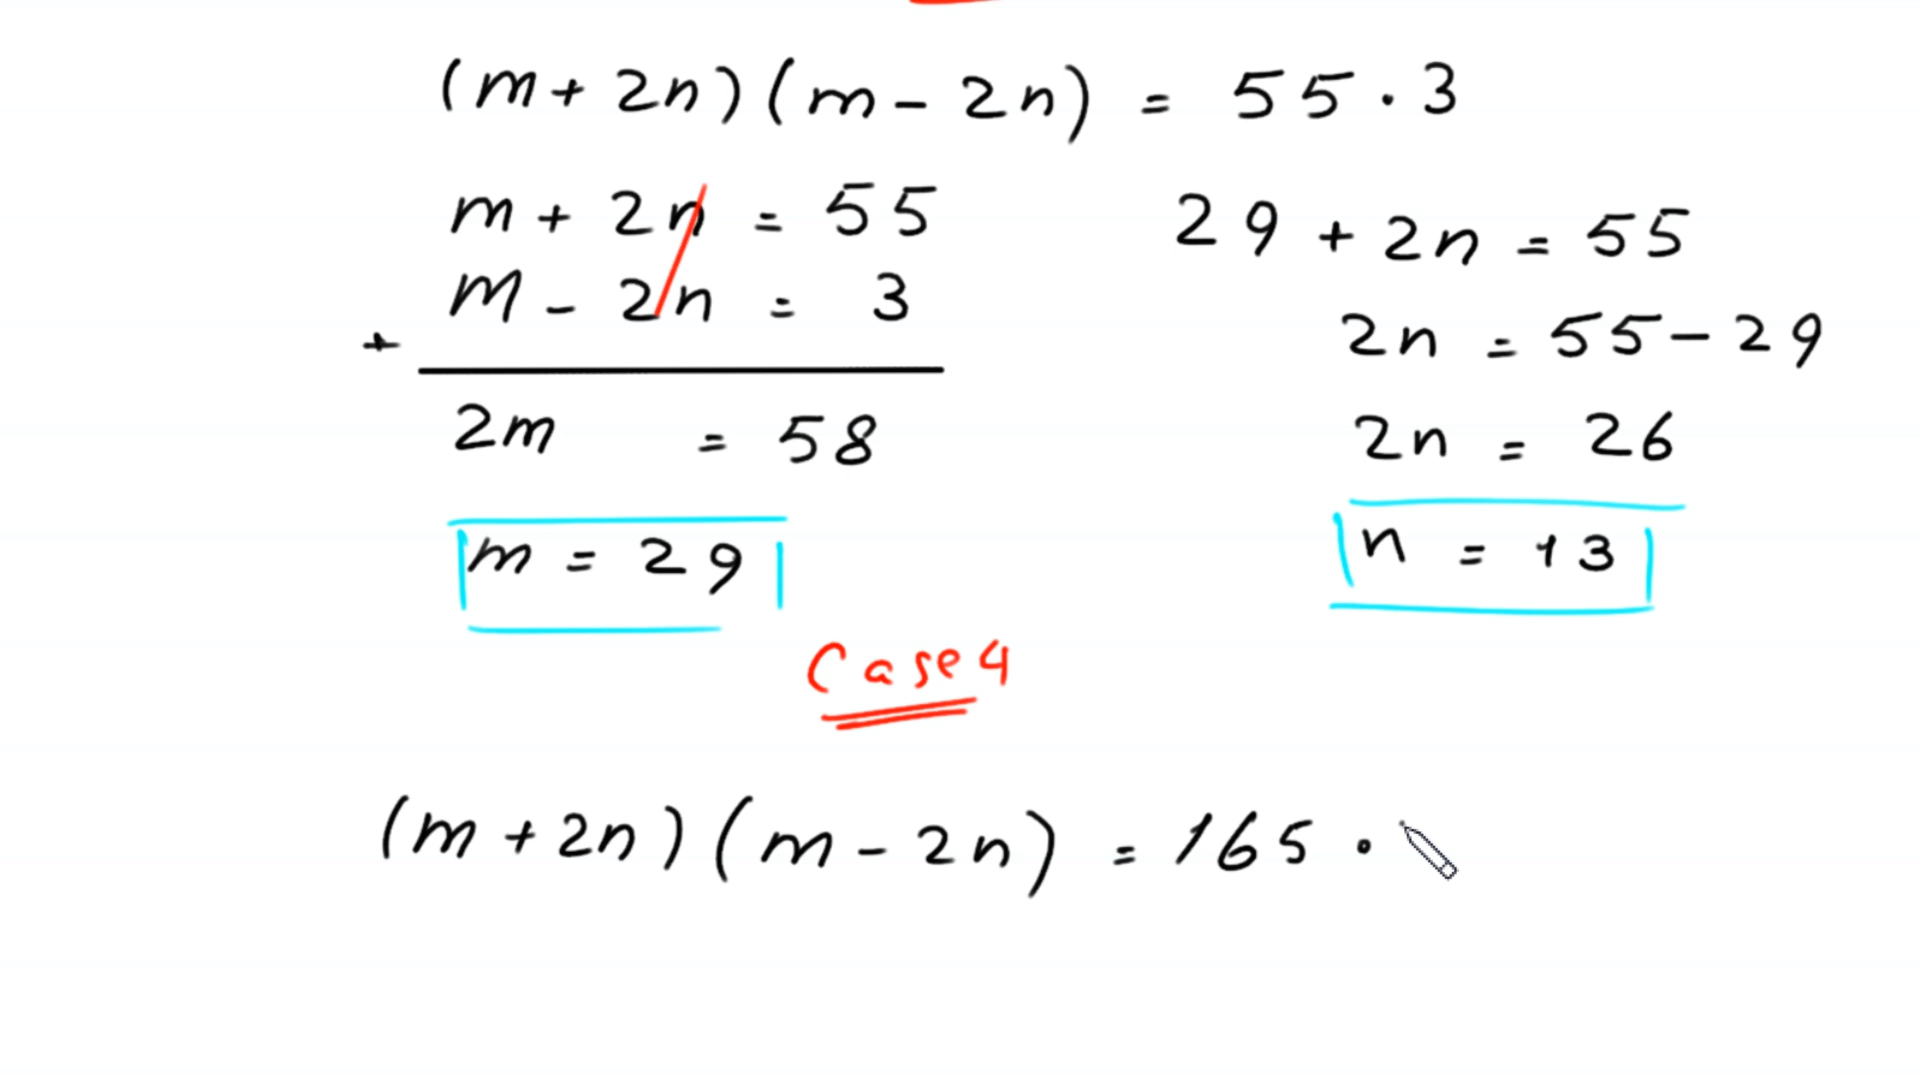 (m + 2n) (m - 2n) = 55 · 3
m + 2n = 55
m - 2n = 3
+
2m = 58
m = 29
29 + 2n = 55
2n = 55 - 29
2n = 26
n = 13
Case 4
(m + 2n) (m - 2n) = 165 ·